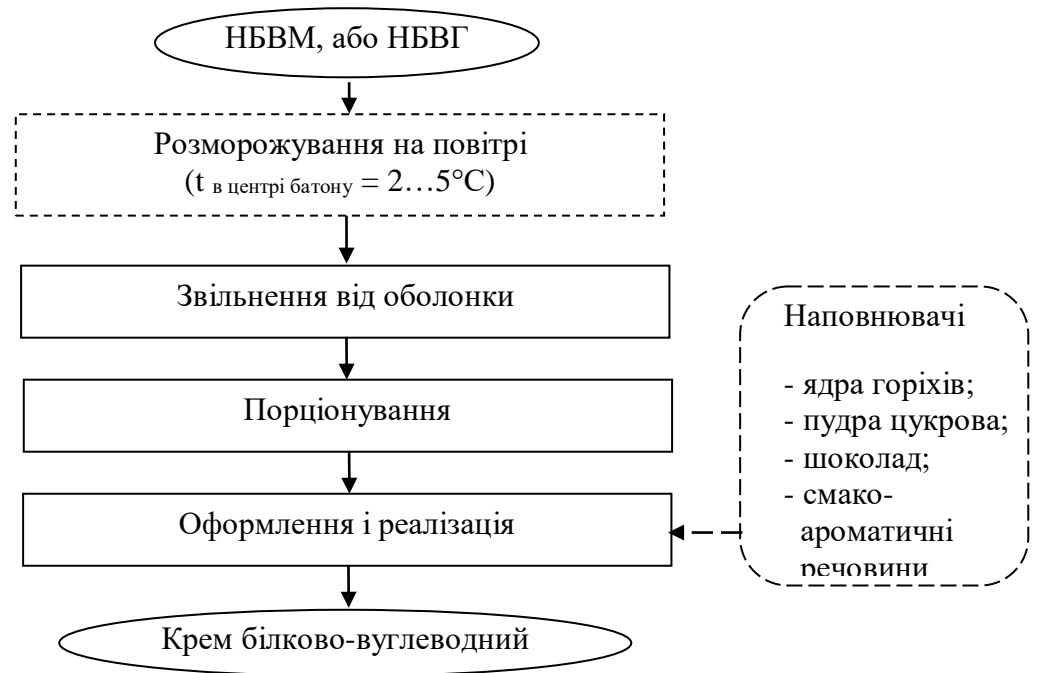 НБВМ, або НБВГ
Розморожування на повітрі
(t в центрі батону = 2…5°С)
Звільнення від оболонки
Порціонування
Оформлення і реалізація
Крем білково-вуглеводний
Наповнювачі
- ядра горіхів;
- пудра цукрова;
- шоколад;
- смако-
ароматичні
речовини